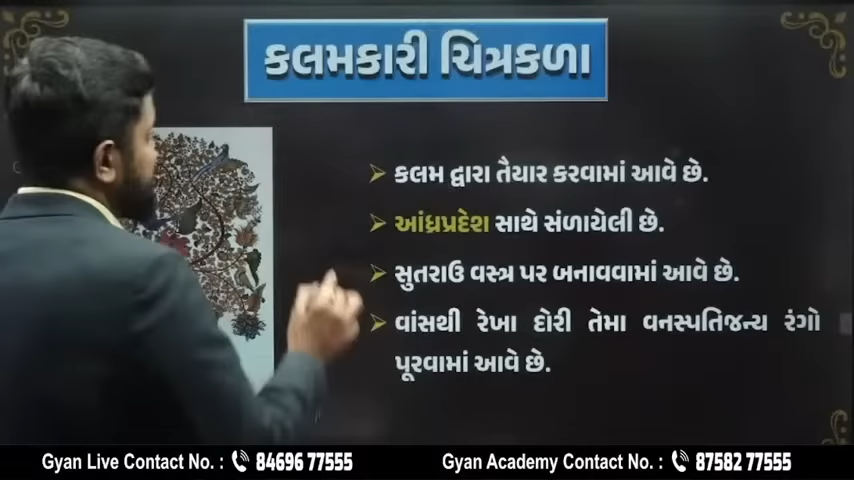 કલમકારી ચિત્રકળા
➢ કલમ દ્વારા તૈયાર કરવામાં આવે છે.
➢ આંધ્રપ્રદેશ સાથે સંળાયેલી છે.
➢ સુતરાઉ વસ્ત્ર પર બનાવવામાં આવે છે.
➢ વાંસથી રેખા દોરી તેમા વનસ્પતિજન્ય રંગો
પૂરવામાં આવે છે.
Gyan Live Contact No. : 84696 77555 Gyan Academy Contact No. : 87582 77555